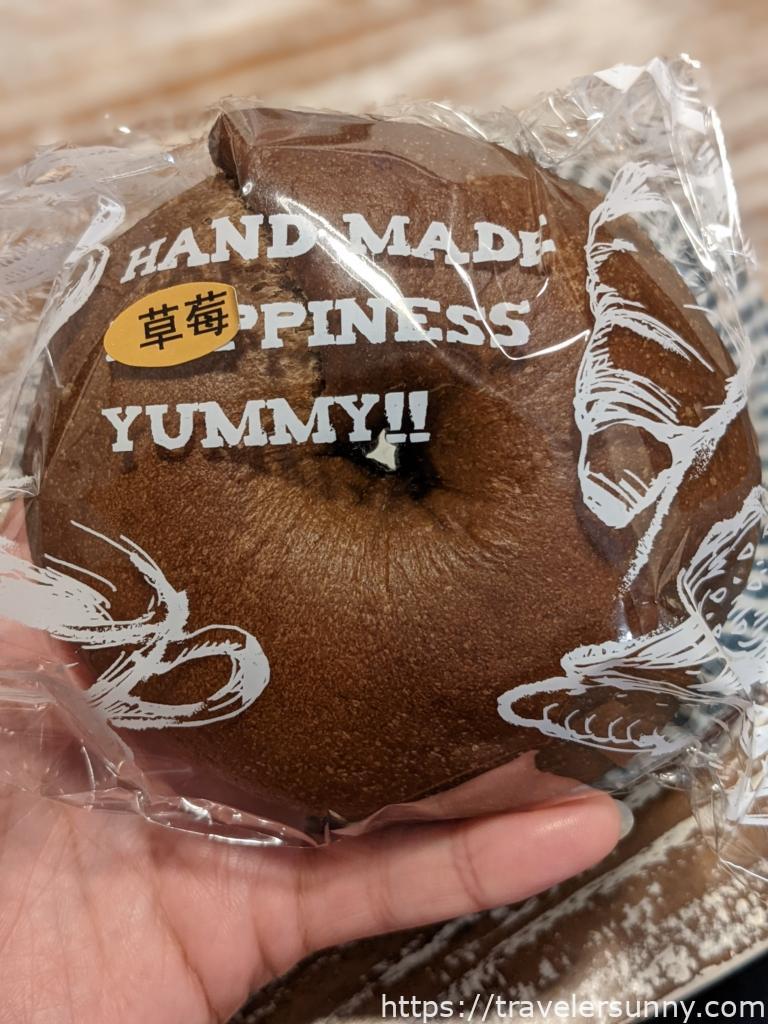 HAND MADE
草莓
PPINESS
YUMMY!!
https://travelersunny.com